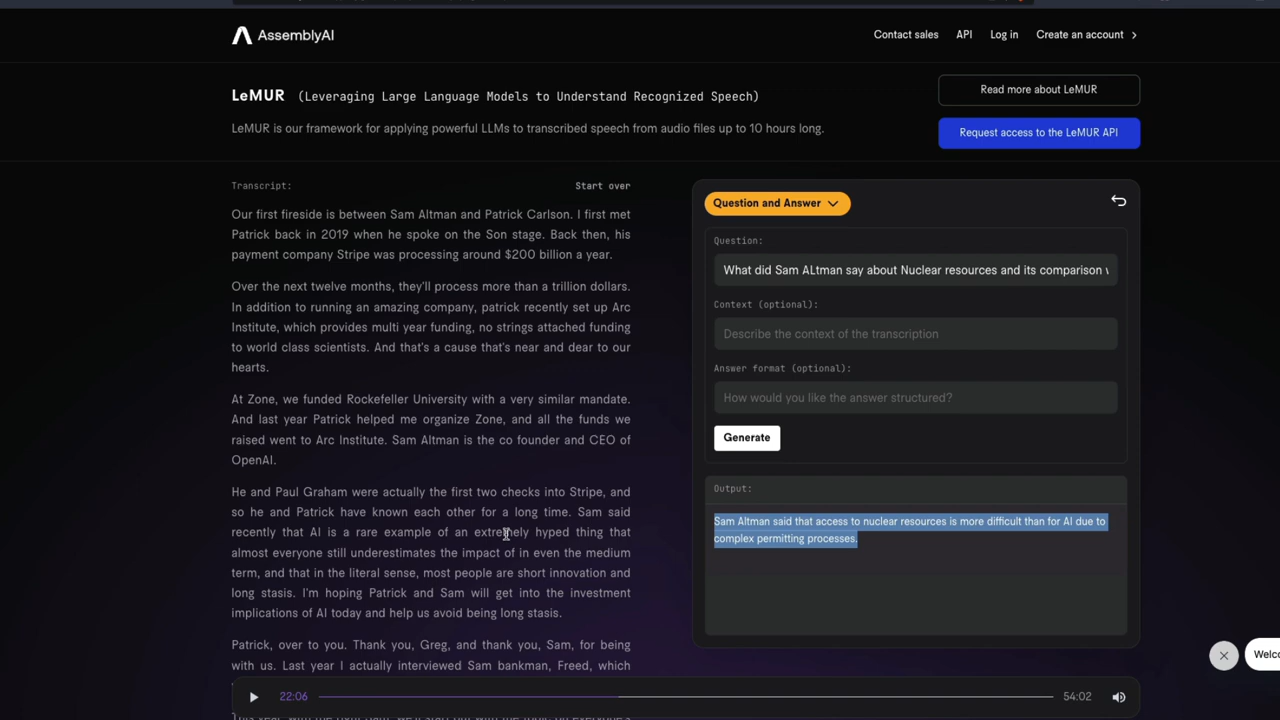 AssemblyAI
Contact sales
API
Log in
Create an account
LeMUR (Leveraging Large Language Models to Understand Recognized Speech)
LeMUR is our framework for applying powerful LLMs to transcribed speech from audio files up to 10 hours long.
Read more about LeMUR
Request access to the LeMUR API
Transcript:
Start over
Our first fireside is between Sam Altman and Patrick Carlson. I first met
Patrick back in 2019 when he spoke on the Son stage. Back then, his
payment company Stripe was processing around $200 billion a year.
Over the next twelve months, they'll process more than a trillion dollars.
In addition to running an amazing company, patrick recently set up Arc
Institute, which provides multi year funding, no strings attached funding
to world class scientists. And that's a cause that's near and dear to our
hearts.
At Zone, we funded Rockefeller University with a very similar mandate.
And last year Patrick helped me organize Zone, and all the funds we
raised went to Arc Institute. Sam Altman is the co founder and CEO of
OpenAI.
He and Paul Graham were actually the first two checks into Stripe, and
so he and Patrick have known each other for a long time. Sam said
recently that AI is a rare example of an extremely hyped thing that
almost everyone still underestimates the impact of in even the medium
term, and that in the literal sense, most people are short innovation and
long stasis. I'm hoping Patrick and Sam will get into the investment
implications of AI today and help us avoid being long stasis.
Patrick, over to you. Thank you, Greg, and thank you, Sam, for being
with us. Last year I actually interviewed Sam bankman, Freed, which
Question and Answer
Question:
What did Sam ALtman say about Nuclear resources and its comparison
Context (optional):
Describe the context of the transcription
Answer format (optional):
How would you like the answer structured?
Generate
Output:
Sam Altman said that access to nuclear resources is more difficult than for AI due to
complex permitting processes.
22:06
54:02